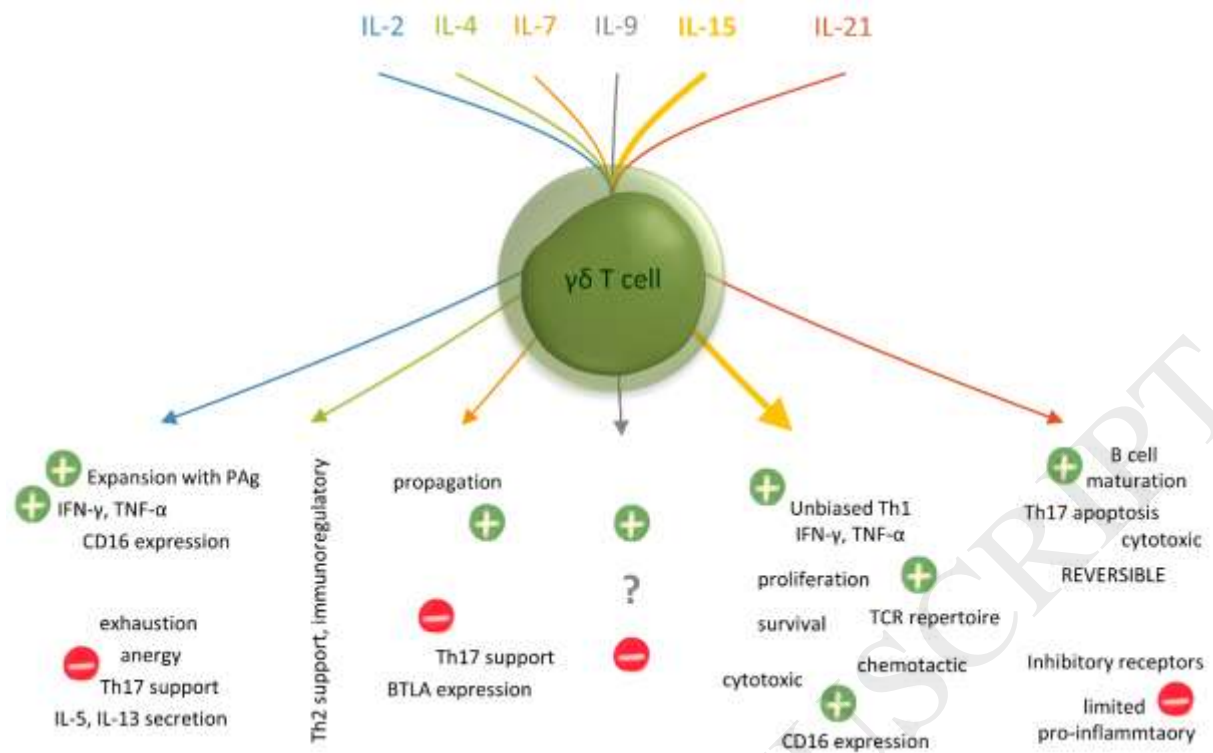 IL-2 IL-4 IL-7 IL-9 IL-15 IL-21
γδ T cell
Expansion with PAg
IFN-γ, TNF-α
CD16 expression
exhaustion
anergy
Th17 support
IL-5, IL-13 secretion
Th2 support, immunoregulatory
propagation
Th17 support
BTLA expression
?
Unbiased Th1
IFN-γ, TNF-α
proliferation
TCR repertoire
survival
chemotactic
cytotoxic
CD16 expression
B cell
maturation
Th17 apoptosis
cytotoxic
REVERSIBLE
Inhibitory receptors
limited
pro-inflammtaory